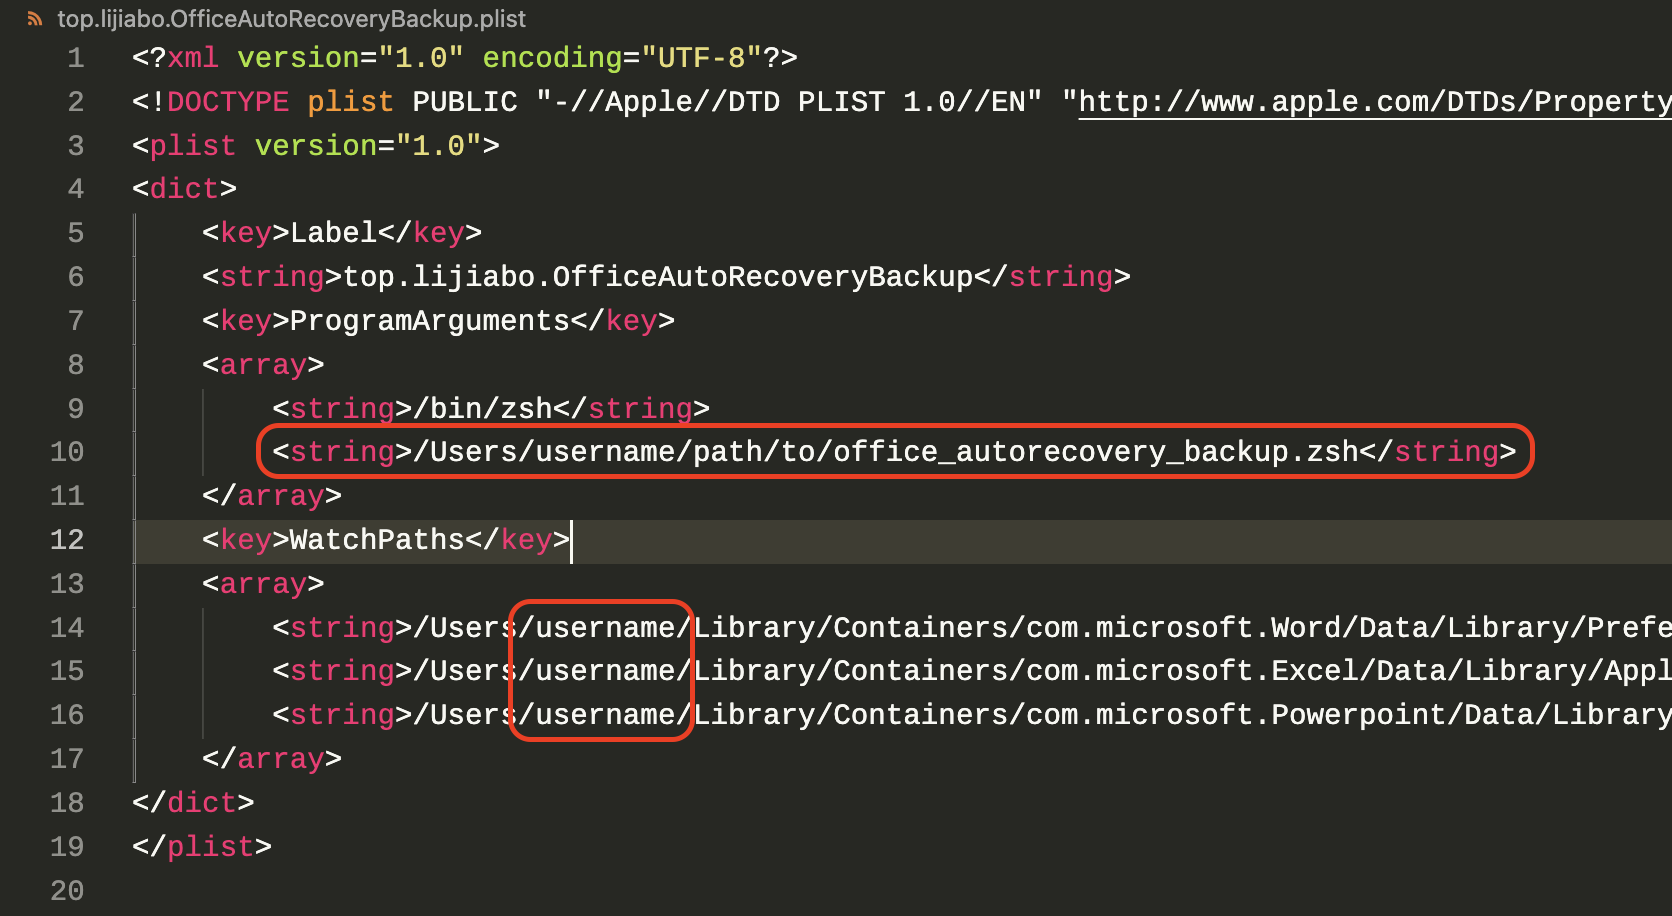 top.lijiabo.OfficeAutoRecoveryBackup.plist
1 <?xml version="1.0" encoding="UTF-8"?>
2 <!DOCTYPE plist PUBLIC "-//Apple//DTD PLIST 1.0//EN" "http://www.apple.com/DTDs/Property
3 <plist version="1.0">
4 <dict>
5 <key>Label</key>
6 <string>top.lijiabo.OfficeAutoRecoveryBackup</string>
7 <key>ProgramArguments</key>
8 <array>
9 <string>/bin/zsh</string>
10 <string>/Users/username/path/to/office_autorecovery_backup.zsh</string>
11 </array>
12 <key>WatchPaths</key>
13 <array>
14 <string>/Users/username/Library/Containers/com.microsoft.Word/Data/Library/Prefe
15 <string>/Users/username/Library/Containers/com.microsoft.Excel/Data/Library/Appl
16 <string>/Users/username/Library/Containers/com.microsoft.Powerpoint/Data/Library
17 </array>
18 </dict>
19 </plist>
20